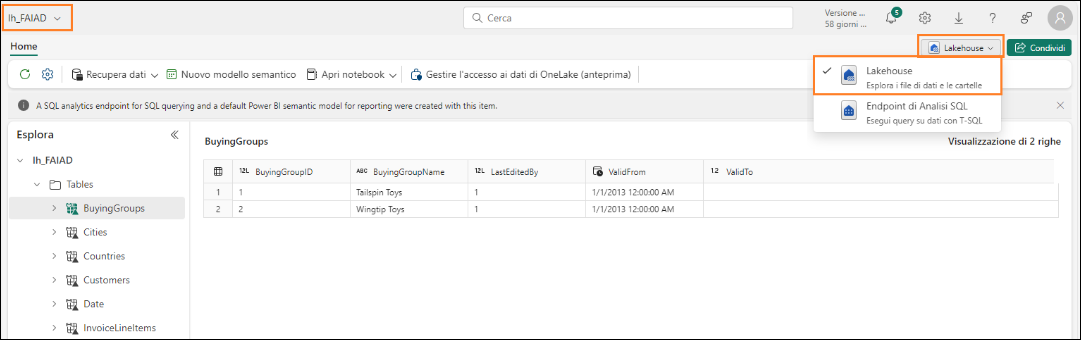 lh_FAIAD
Cerca
Versione ...
58 giorni ...
5
Home
Lakehouse
Condividi
Recupera dati
Nuovo modello semantico
Apri notebook
Gestire l'accesso ai dati di OneLake (anteprima)
Lakehouse
Esplora i file di dati e le cartelle
Endpoint di Analisi SQL
Esegui query su dati con T-SQL
A SQL analytics endpoint for SQL querying and a default Power BI semantic model for reporting were created with this item.
Esplora
lh_FAIAD
Tables
BuyingGroups
Cities
Countries
Customers
Date
InvoiceLineItems
BuyingGroups
Visualizzazione di 2 righe
12L BuyingGroupID ABC BuyingGroupName 12L LastEditedBy ValidFrom 12 ValidTo
1 1 Tailspin Toys 1 1/1/2013 12:00:00 AM
2 2 Wingtip Toys 1 1/1/2013 12:00:00 AM